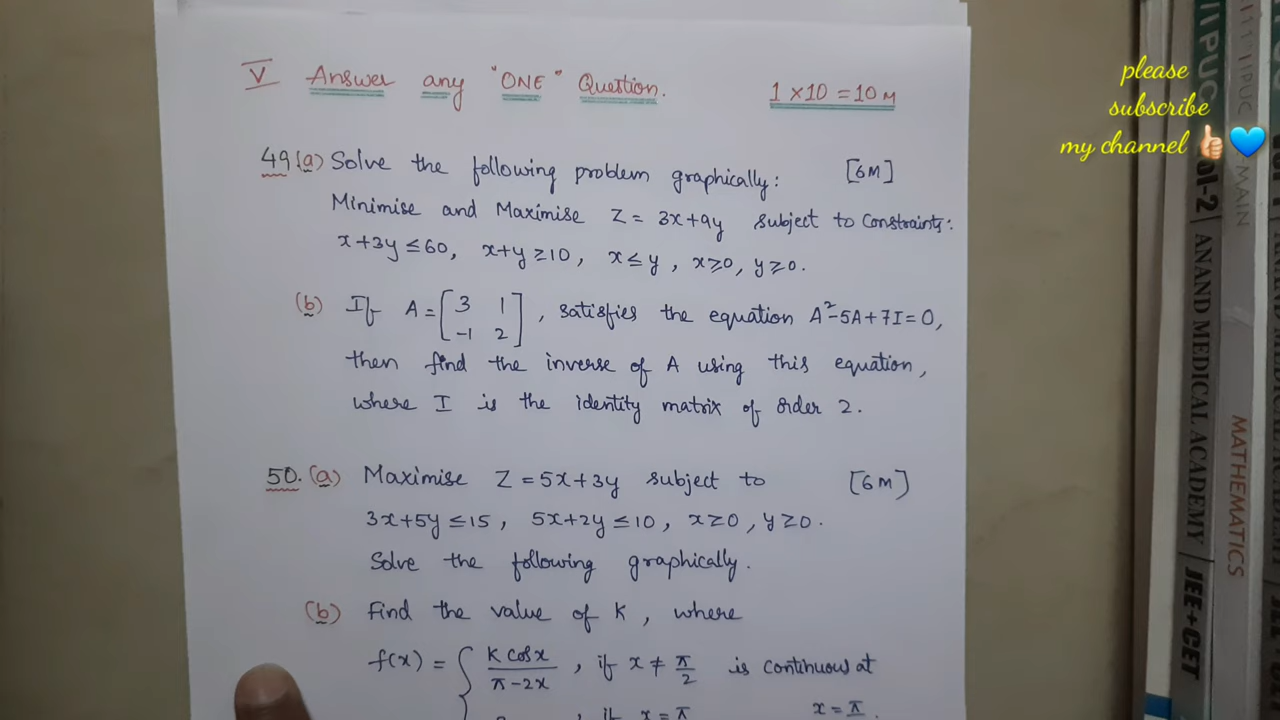 V Answer any "ONE" Question. 1 × 10 = 10 M
49(a) Solve the following problem graphically: [6M]
Minimise and Maximise Z = 3x+9y subject to constraints:
x+3y ≤ 60, x+y ≥ 10, x ≤ y, x ≥ 0, y ≥ 0.
(b) If A = [3 1
-1 2], satisfies the equation A²-5A+7I=0,
then find the inverse of A using this equation,
where I is the identity matrix of order 2.
50. (a) Maximise Z = 5x+3y subject to [6M]
3x+5y ≤ 15, 5x+2y ≤ 10, x ≥ 0, y ≥ 0.
Solve the following graphically.
(b) Find the value of K, where
f(x) = { K cosx / π-2x , if x ≠ π/2 is continuous at
, if x = π x = π/2.
please
subscribe
my channel 👍🏻💙
ANAND MEDICAL ACADEMY JEE+CET
MAIN
MATHEMATICS